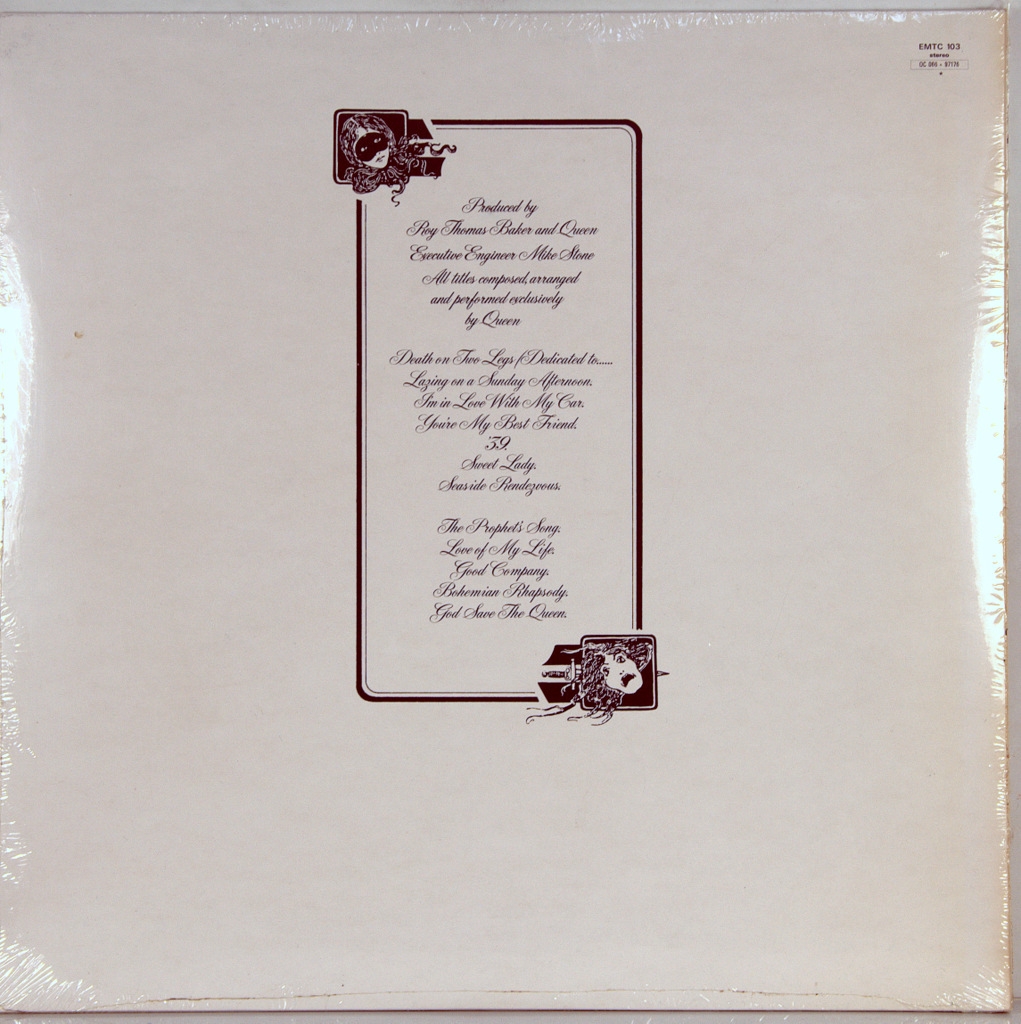 EMTC 103
stereo
OC 066 - 97176
Produced by
Roy Thomas Baker and Queen
Executive Engineer Mike Stone
All titles composed, arranged
and performed exclusively
by Queen
Death on Two Legs (Dedicated to......
Lazing on a Sunday Afternoon.
I'm in Love With My Car.
You're My Best Friend.
'39.
Sweet Lady.
Seaside Rendezvous.
The Prophet's Song.
Love of My Life.
Good Company.
Bohemian Rhapsody.
God Save The Queen.